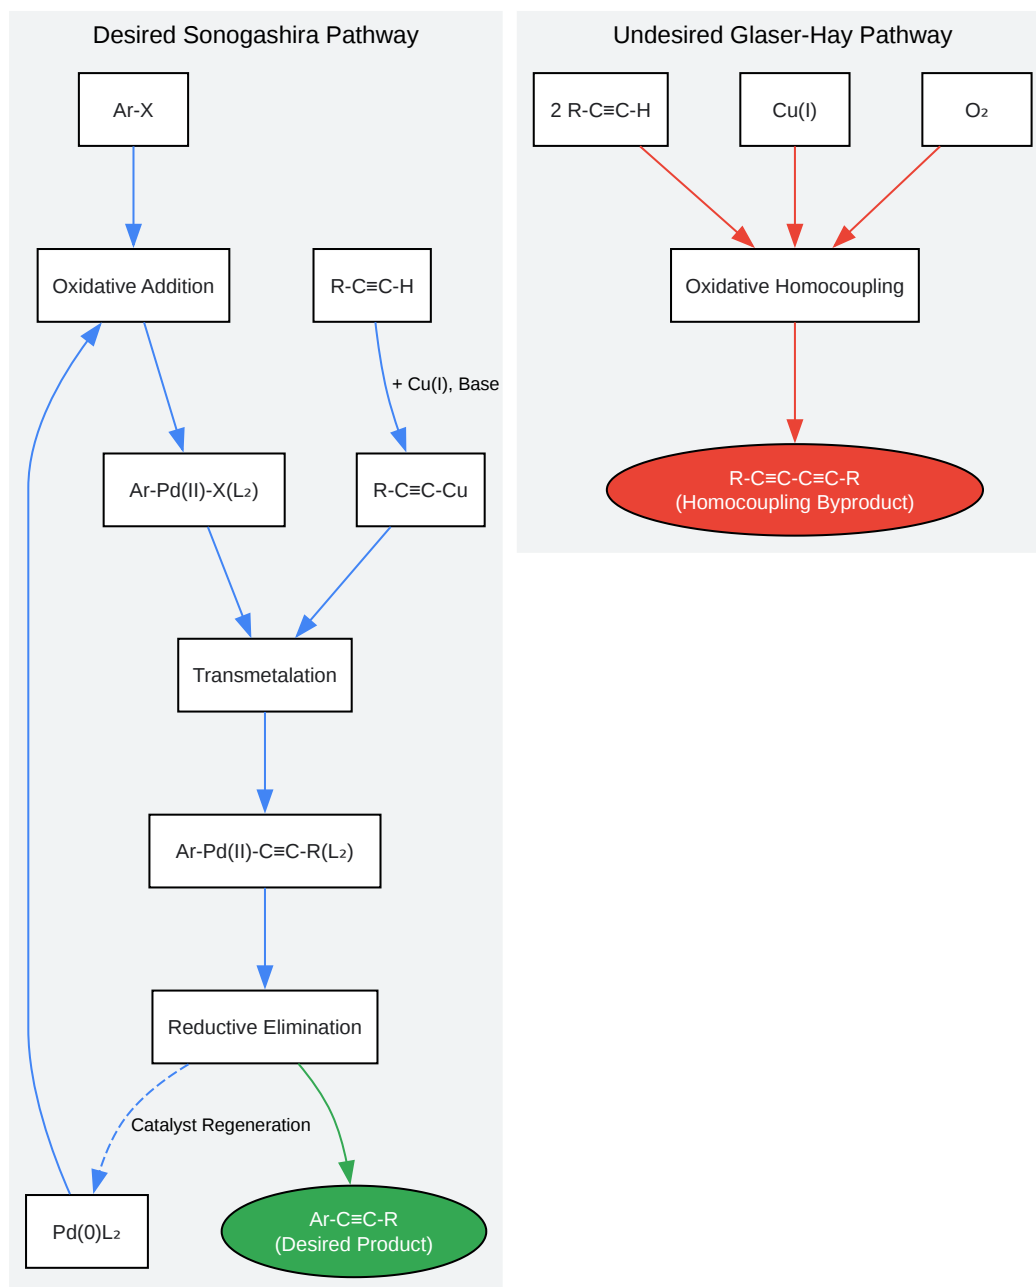 Desired Sonogashira Pathway
Ar-X
Oxidative Addition
R-C≡C-H
+ Cu(I), Base
Ar-Pd(II)-X(L₂)
R-C≡C-Cu
Transmetalation
Ar-Pd(II)-C≡C-R(L₂)
Reductive Elimination
Catalyst Regeneration
Pd(0)L₂
Ar-C≡C-R
(Desired Product)
Undesired Glaser-Hay Pathway
2 R-C≡C-H
Cu(I)
O₂
Oxidative Homocoupling
R-C≡C-C≡C-R
(Homocoupling Byproduct)